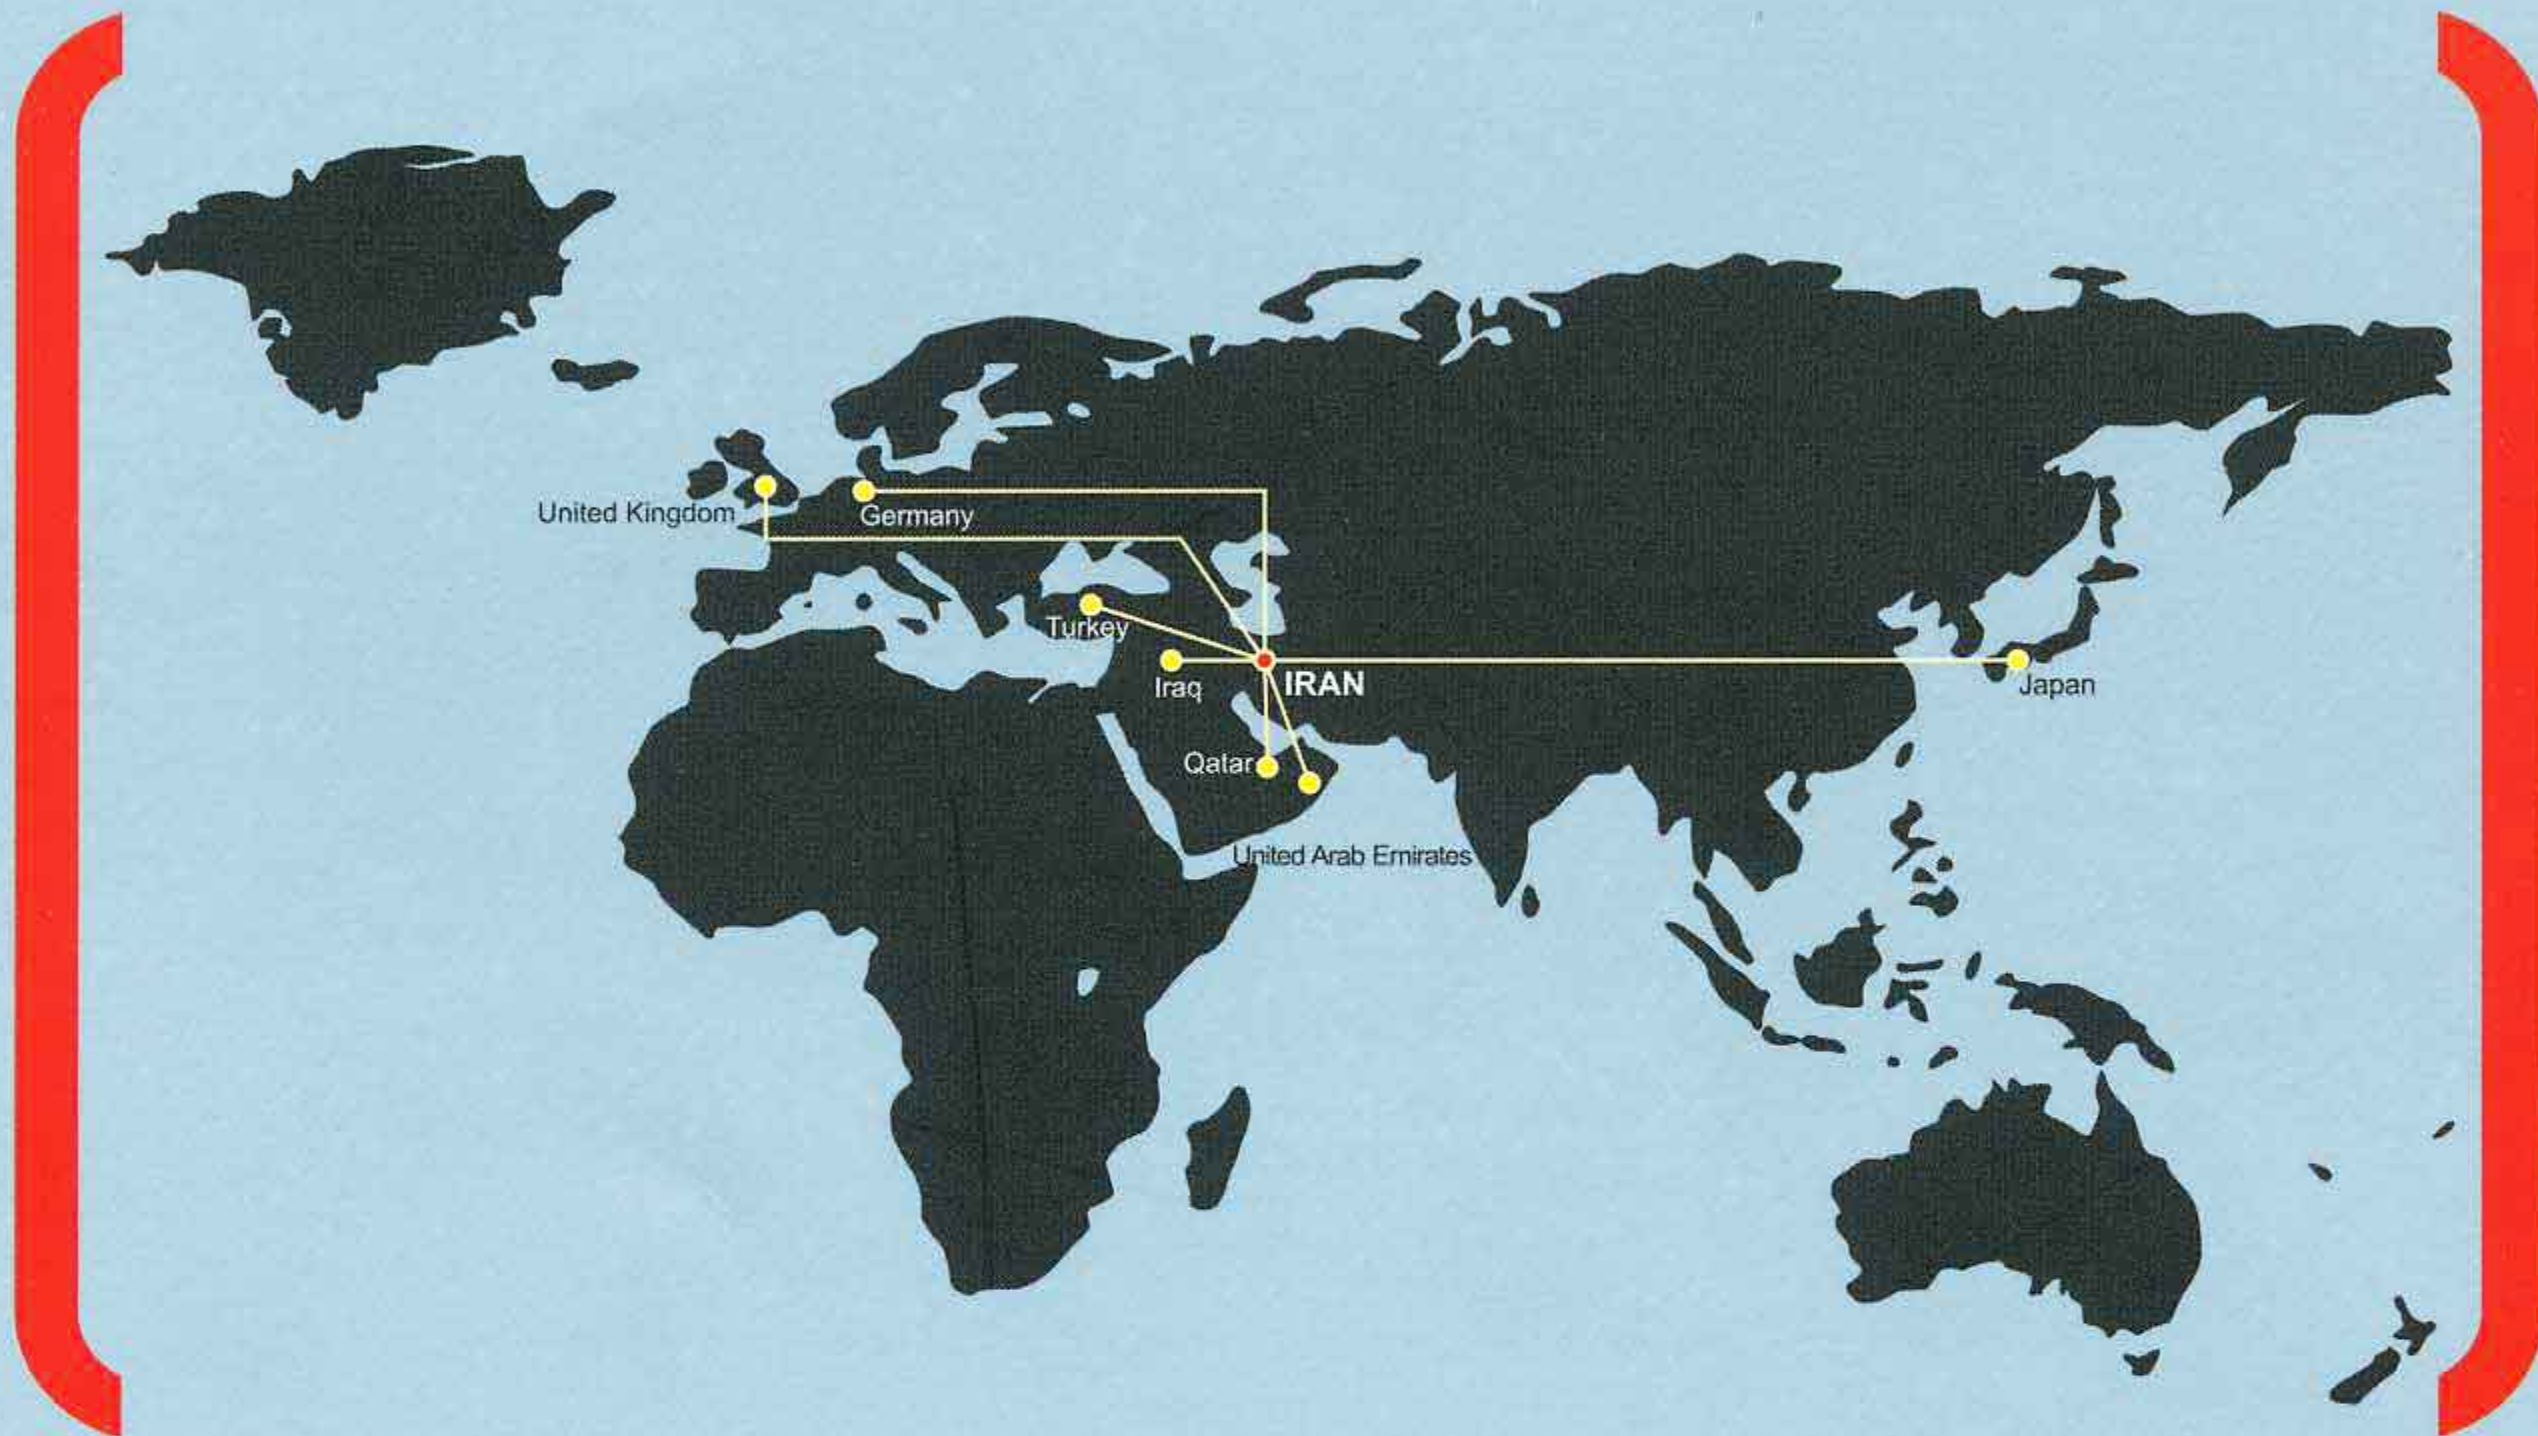 United Kingdom
Germany
Turkey
Iraq
IRAN
Japan
Qatar
United Arab Emirates